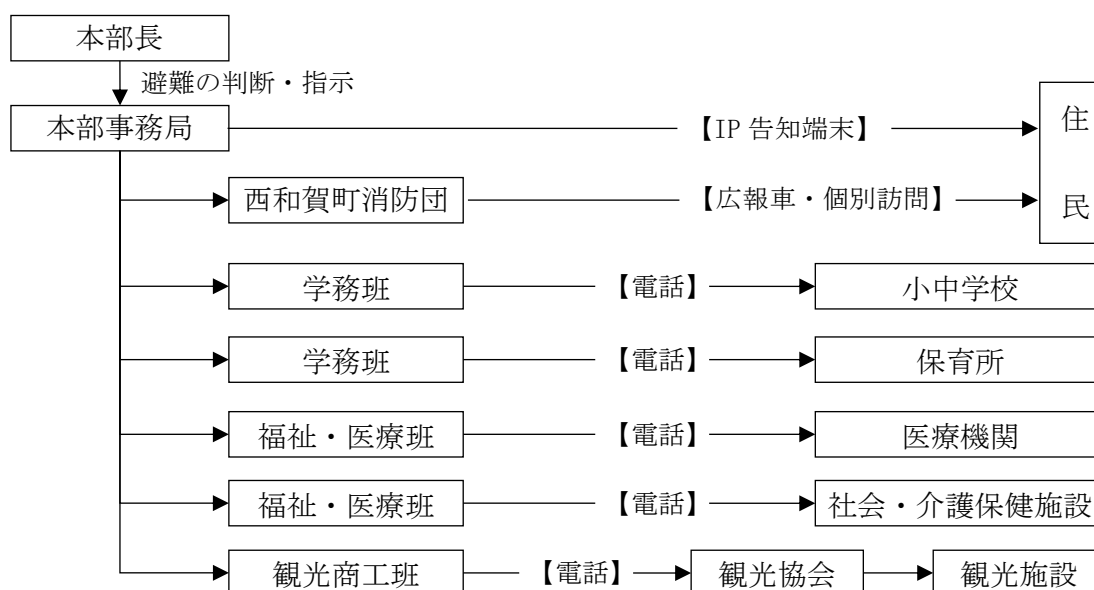 本部長
避難の判断・指示
本部事務局 【IP 告知端末】 住民
西和賀町消防団 【広報車・個別訪問】
学務班 【電話】 小中学校
学務班 【電話】 保育所
福祉・医療班 【電話】 医療機関
福祉・医療班 【電話】 社会・介護保健施設
観光商工班 【電話】 観光協会 観光施設